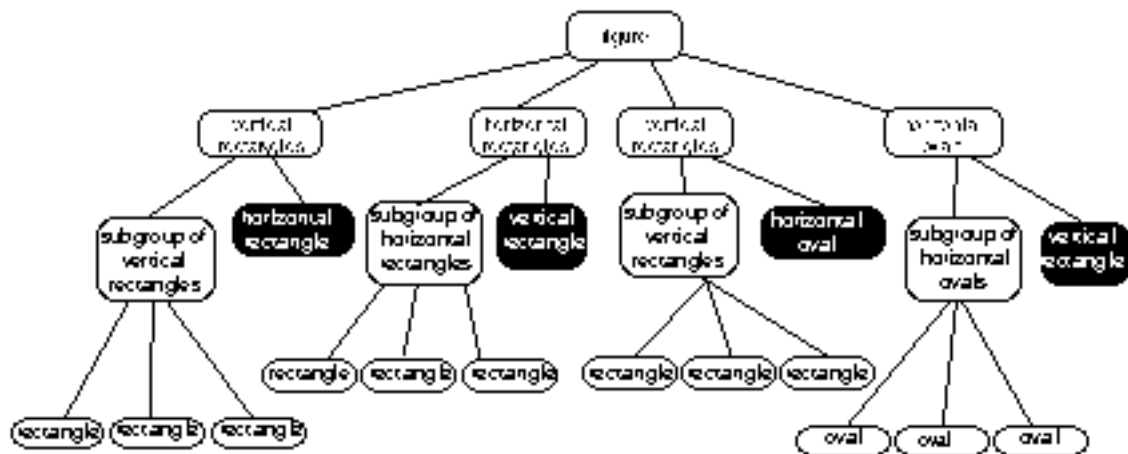 figure
vertical
rectangles
horizontal
rectangles
vertical
rectangles
horizontal
subgroup of
vertical
rectangles
horizontal
rectangle
subgroup of
horizontal
rectangles
vertical
rectangle
subgroup of
vertical
rectangles
horizontal
oval
subgroup of
horizontal
ovals
vertical
rectangle
rectangle
rectangle
rectangle
rectangle
rectangle
rectangle
rectangle
rectangle
rectangle
oval
oval
oval